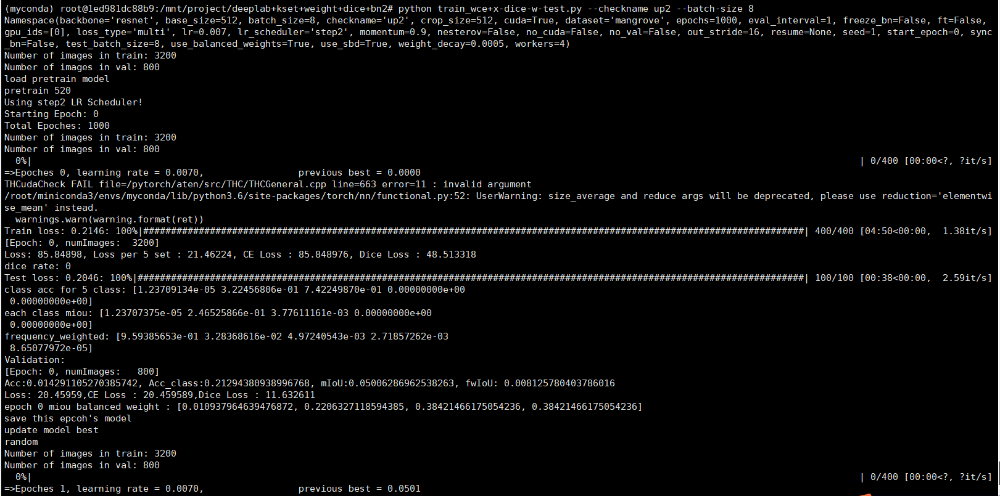 (myconda) root@1ed981dc88b9:/mnt/project/deeplab+kset+weight+dice+bn2# python train_wce+x-dice-w-test.py --checkname up2 --batch-size 8
Namespace(backbone='resnet', base_size=512, batch_size=8, checkname='up2', crop_size=512, cuda=True, dataset='mangrove', epochs=1000, eval_interval=1, freeze_bn=False, ft=False,
gpu_ids=[0], loss_type='multi', lr=0.007, lr_scheduler='step2', momentum=0.9, nesterov=False, no_cuda=False, no_val=False, out_stride=16, resume=None, seed=1, start_epoch=0, sync
_bn=False, test_batch_size=8, use_balanced_weights=True, use_sbd=True, weight_decay=0.0005, workers=4)
Number of images in train: 3200
Number of images in val: 800
load pretrain model
pretrain 520
Using step2 LR Scheduler!
Starting Epoch: 0
Total Epoches: 1000
Number of images in train: 3200
Number of images in val: 800
  0%|                                                                                                                | 0/400 [00:00<?, ?it/s]
=>Epoches 0, learning rate = 0.0070,                 previous best = 0.0000
THCudaCheck FAIL file=/pytorch/aten/src/THC/THCGeneral.cpp line=663 error=11 : invalid argument
/root/miniconda3/envs/myconda/lib/python3.6/site-packages/torch/nn/functional.py:52: UserWarning: size_average and reduce args will be deprecated, please use reduction='elementwi
se_mean' instead.
  warnings.warn(warning.format(ret))
Train loss: 0.2146: 100%|#######################################################################################################################| 400/400 [04:50<00:00,  1.38it/s]
[Epoch: 0, numImages:  3200]
Loss: 85.84898, Loss per 5 set : 21.46224, CE Loss : 85.848976, Dice Loss : 48.513318
dice rate: 0
Test loss: 0.2046: 100%|########################################################################################################################| 100/100 [00:38<00:00,  2.59it/s]
class acc for 5 class: [1.23709134e-05 3.22456806e-01 7.42249870e-01 0.00000000e+00
 0.00000000e+00]
each class miou: [1.23707375e-05 2.46525866e-01 3.77611161e-03 0.00000000e+00
 0.00000000e+00]
frequency_weighted: [9.59385653e-01 3.28368616e-02 4.97240543e-03 2.71857262e-03
 8.65077972e-05]
Validation:
[Epoch: 0, numImages:   800]
Acc:0.014291105270385742, Acc_class:0.21294380938996768, mIoU:0.05006286962538263, fwIoU: 0.008125780403786016
Loss: 20.45959,CE Loss : 20.459589,Dice Loss : 11.632611
epoch 0 miou balanced weight : [0.010937964639476872, 0.2206327118594385, 0.38421466175054236, 0.38421466175054236]
save this epcoh's model
update model best
random
Number of images in train: 3200
Number of images in val: 800
  0%|                                                                                                                | 0/400 [00:00<?, ?it/s]
=>Epoches 1, learning rate = 0.0070,                 previous best = 0.0501